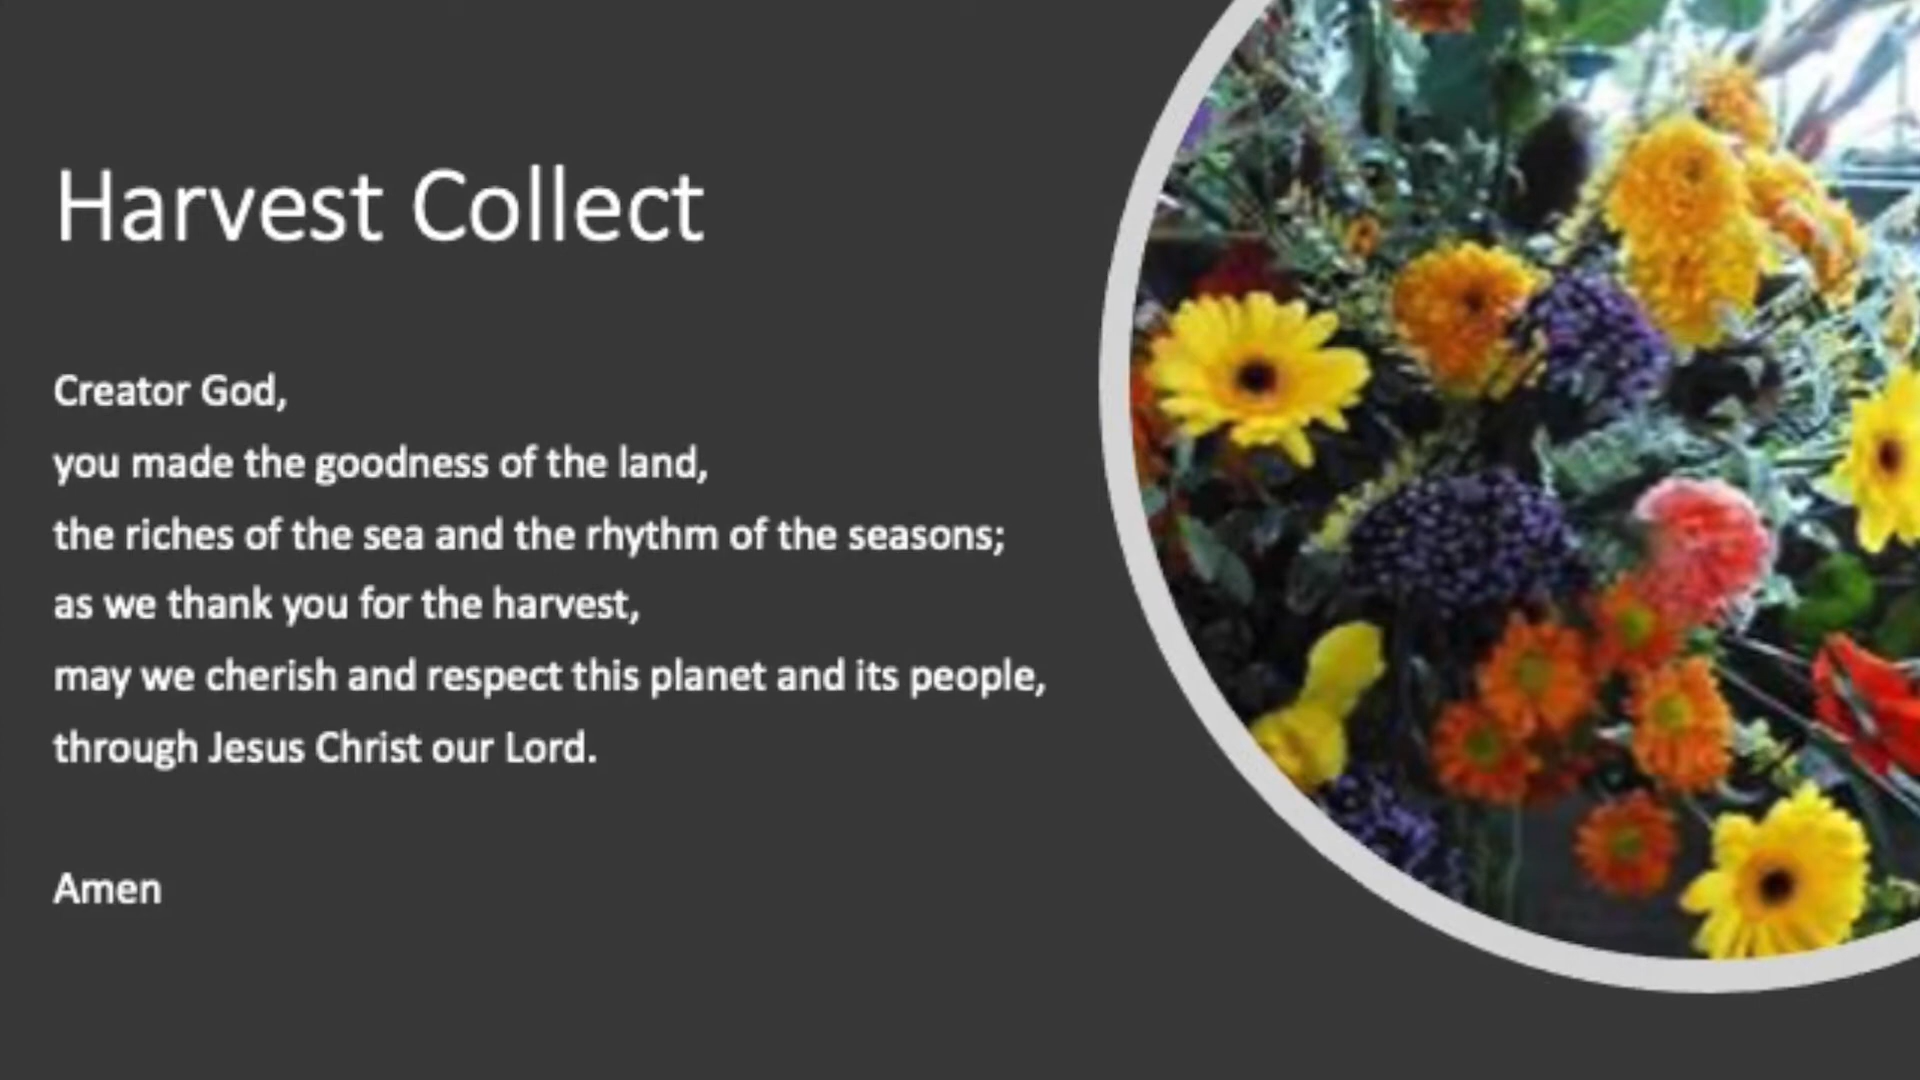 Harvest Collect
Creator God,
you made the goodness of the land,
the riches of the sea and the rhythm of the seasons;
as we thank you for the harvest,
may we cherish and respect this planet and its people,
through Jesus Christ our Lord.
Amen